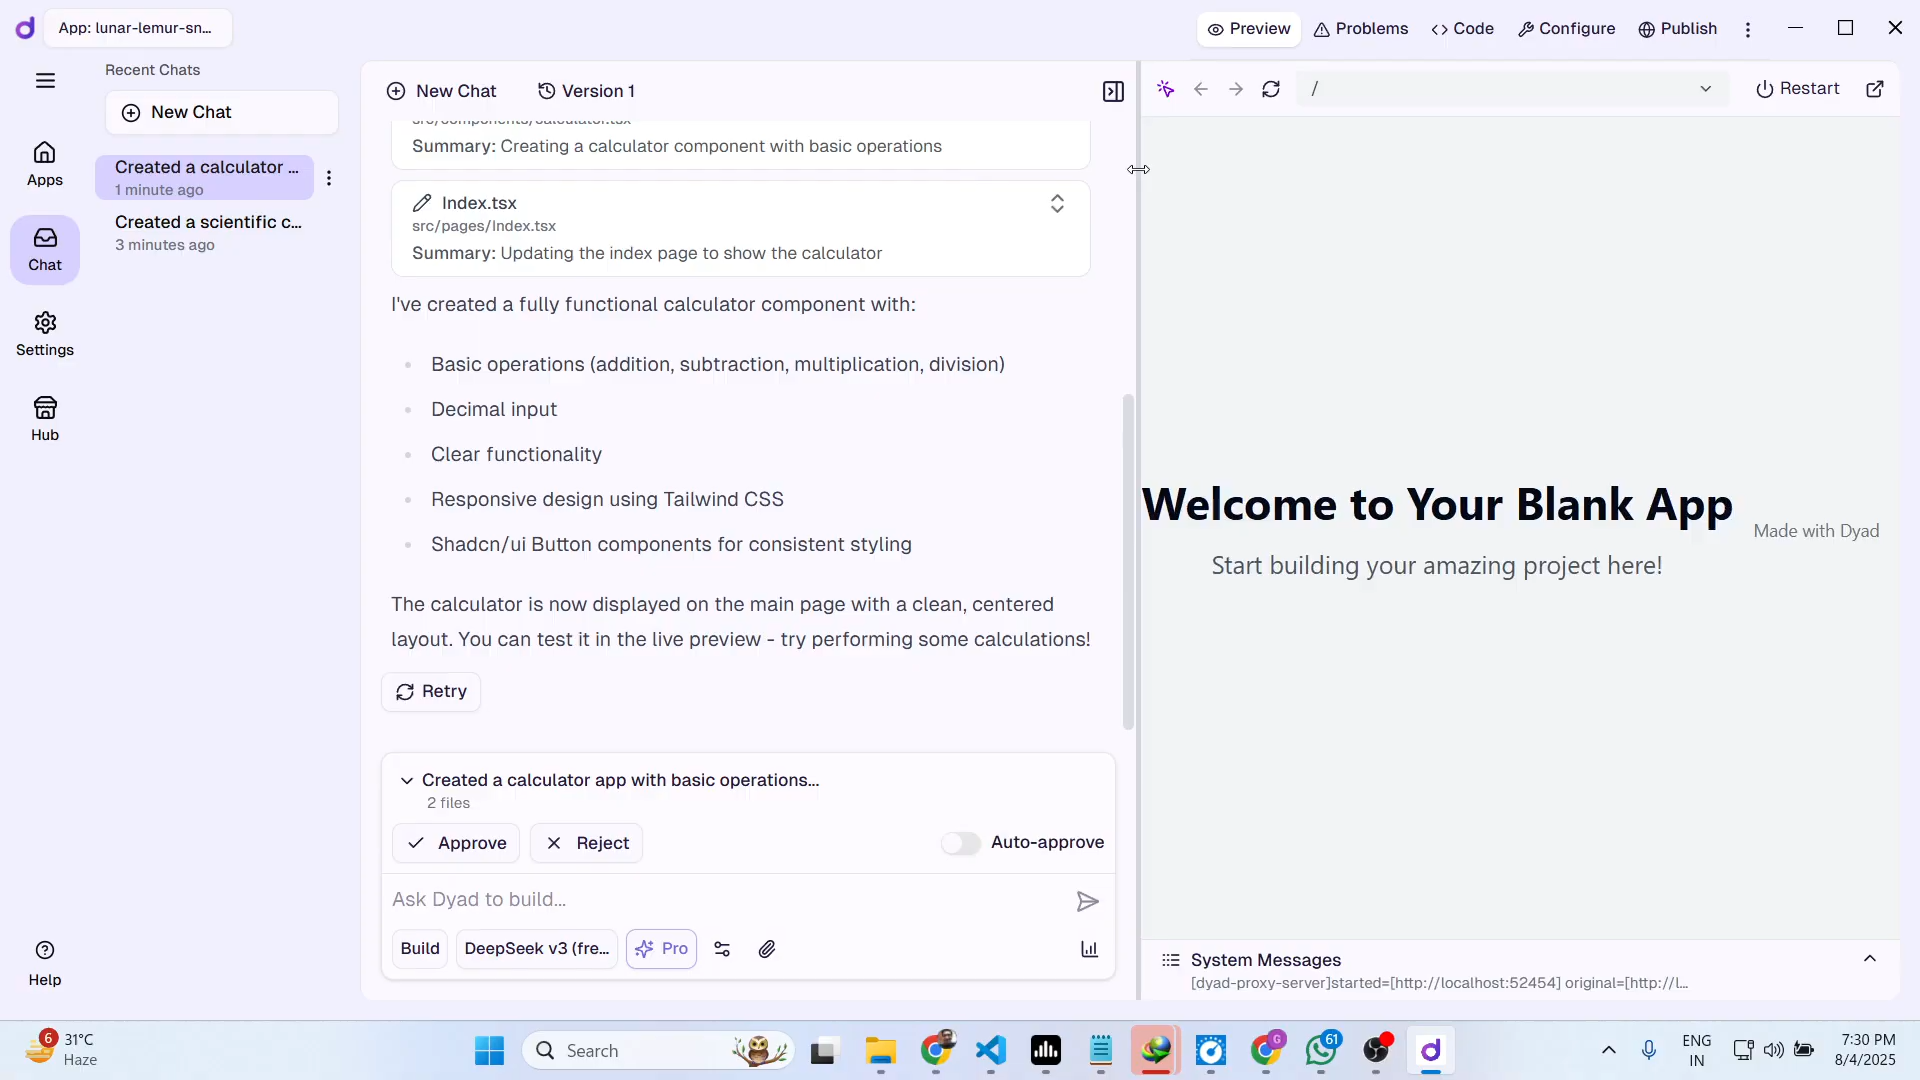 App: lunar-lemur-sn...
Preview
Problems
Code
Configure
Publish
Recent Chats
New Chat
Created a calculator ...
1 minute ago
Created a scientific c...
3 minutes ago
Apps
Chat
Settings
Hub
Help
New Chat
Version 1
src/components/calculator.tsx
Summary: Creating a calculator component with basic operations
Index.tsx
src/pages/Index.tsx
Summary: Updating the index page to show the calculator
I've created a fully functional calculator component with:
Basic operations (addition, subtraction, multiplication, division)
Decimal input
Clear functionality
Responsive design using Tailwind CSS
Shadcn/ui Button components for consistent styling
The calculator is now displayed on the main page with a clean, centered
layout. You can test it in the live preview - try performing some calculations!
Retry
Created a calculator app with basic operations...
2 files
Approve
Reject
Auto-approve
Ask Dyad to build...
Build
DeepSeek v3 (fre...
Pro
/
Restart
Welcome to Your Blank App
Made with Dyad
Start building your amazing project here!
System Messages
[dyad-proxy-server]started=[http://localhost:52454] original=[http://l...
6
31°C
Haze
Search
G
61
ENG
IN
7:30 PM
8/4/2025